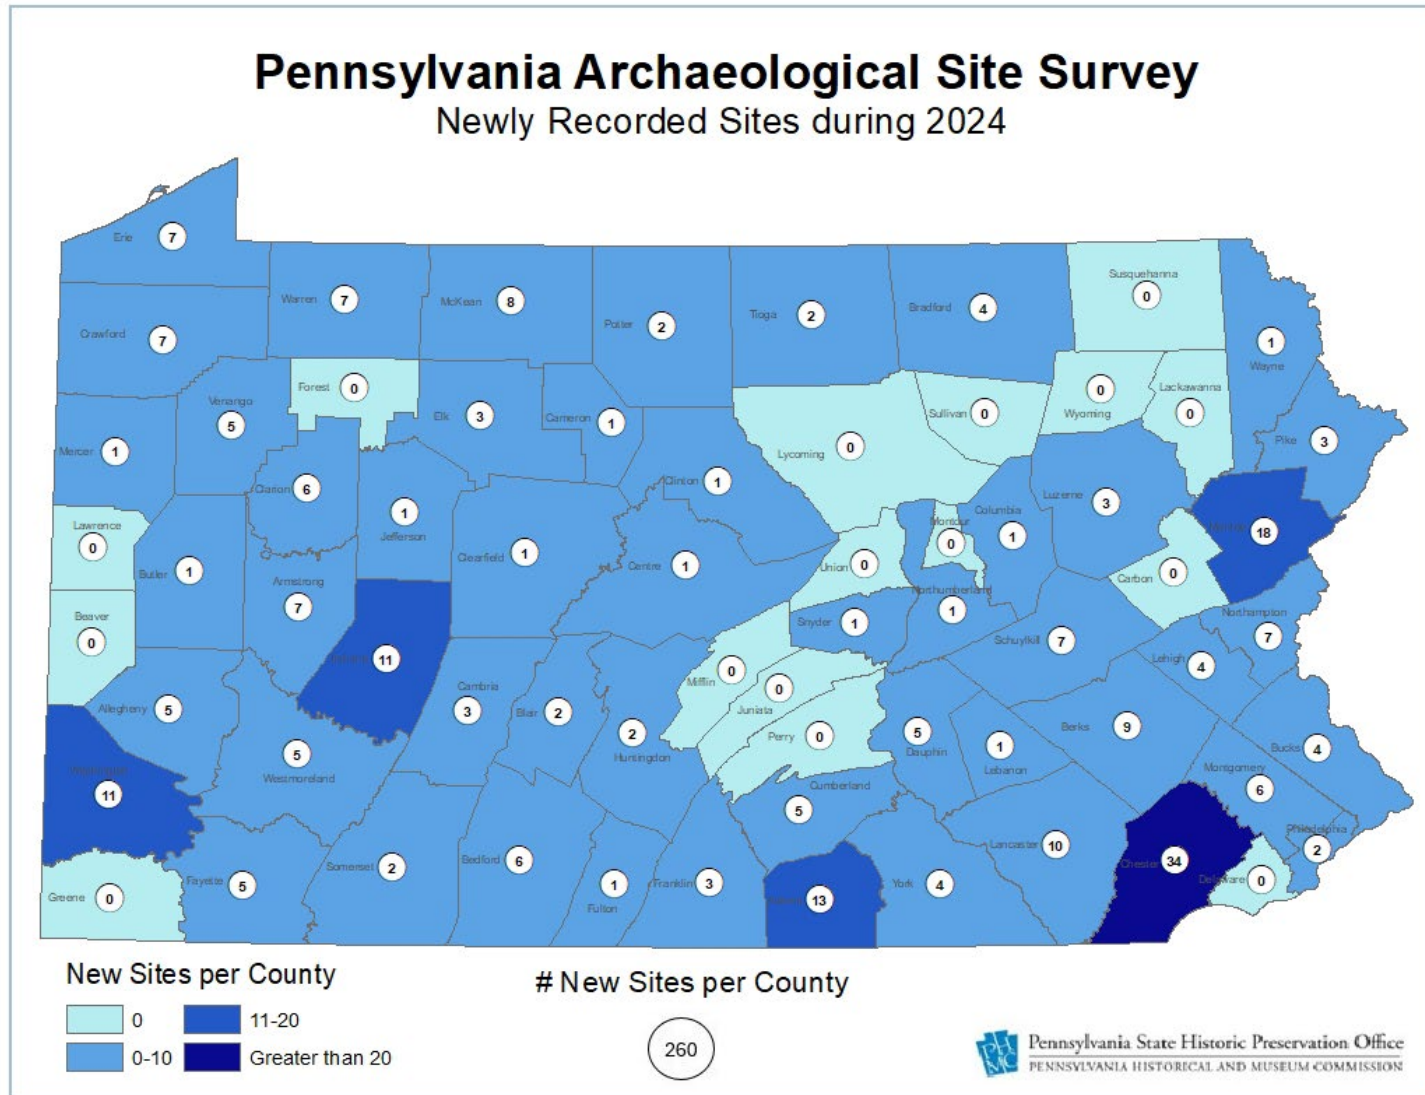 Pennsylvania Archaeological Site Survey
Newly Recorded Sites during 2024
Erie 7
Warren 7
McKean 8
Potter 2
Tioga 2
Bradford 4
Susquehanna
0
1
Wayne
Crawford 7
Forest 0
Venango
5
Elk 3
Cameron 1
Lycoming 0
Sullivan 0
0
Wyoming
Lackawanna
0
Pike 3
Mercer 1
Clarion 6
1
Jefferson
Clinton 1
Luzerne 3
Columbia
1
Montour
0
18
Lawrence
0
Butler 1
Armstrong
7
Clearfield 1
Centre 1
Union 0
Northumberland
1
Carbon 0
Northampton
7
Beaver
0
11
Snyder 1
Schuylkill 7
Lehigh 4
Mifflin 0
0
Juniata
Perry 0
Allegheny 5
Cambria
3
Blair 2
2
Huntingdon
5
Dauphin
1
Lebanon
Berks 9
Bucks 4
5
Westmoreland
11
Cumberland
5
Montgomery
6
Philadelphia
2
Greene 0
Fayette 5
Somerset 2
Bedford 6
1
Fulton
Franklin 3
13
York 4
Lancaster 10
Chester 34
Delaware 0
New Sites per County
0
11-20
0-10
Greater than 20
# New Sites per County
260
PHMC
Pennsylvania State Historic Preservation Office
PENNSYLVANIA HISTORICAL AND MUSEUM COMMISSION